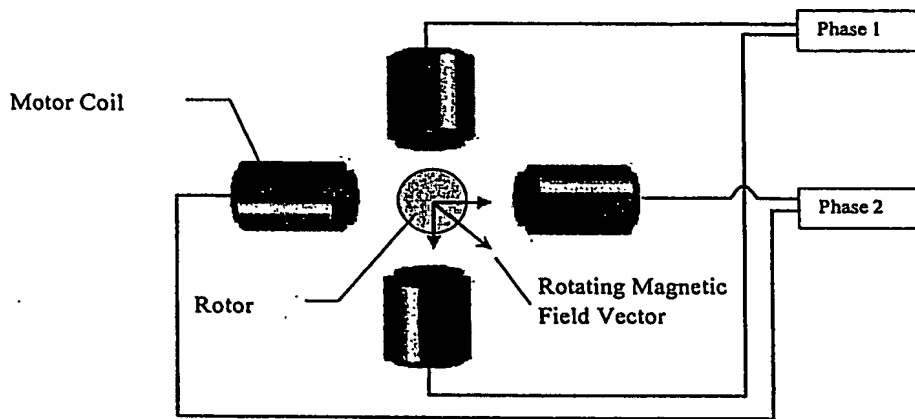 Phase 1
Motor Coil
Phase 2
Rotor
Rotating Magnetic
Field Vector